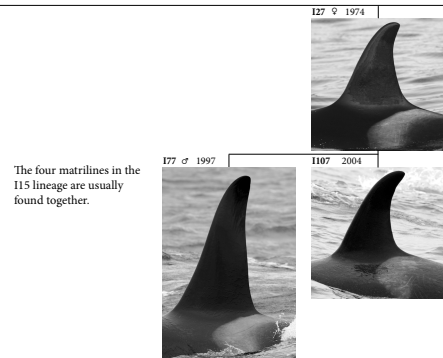 I27 ♀ 1974
I77 ♂ 1997
I107 2004
The four matrilines in the
I15 lineage are usually
found together.